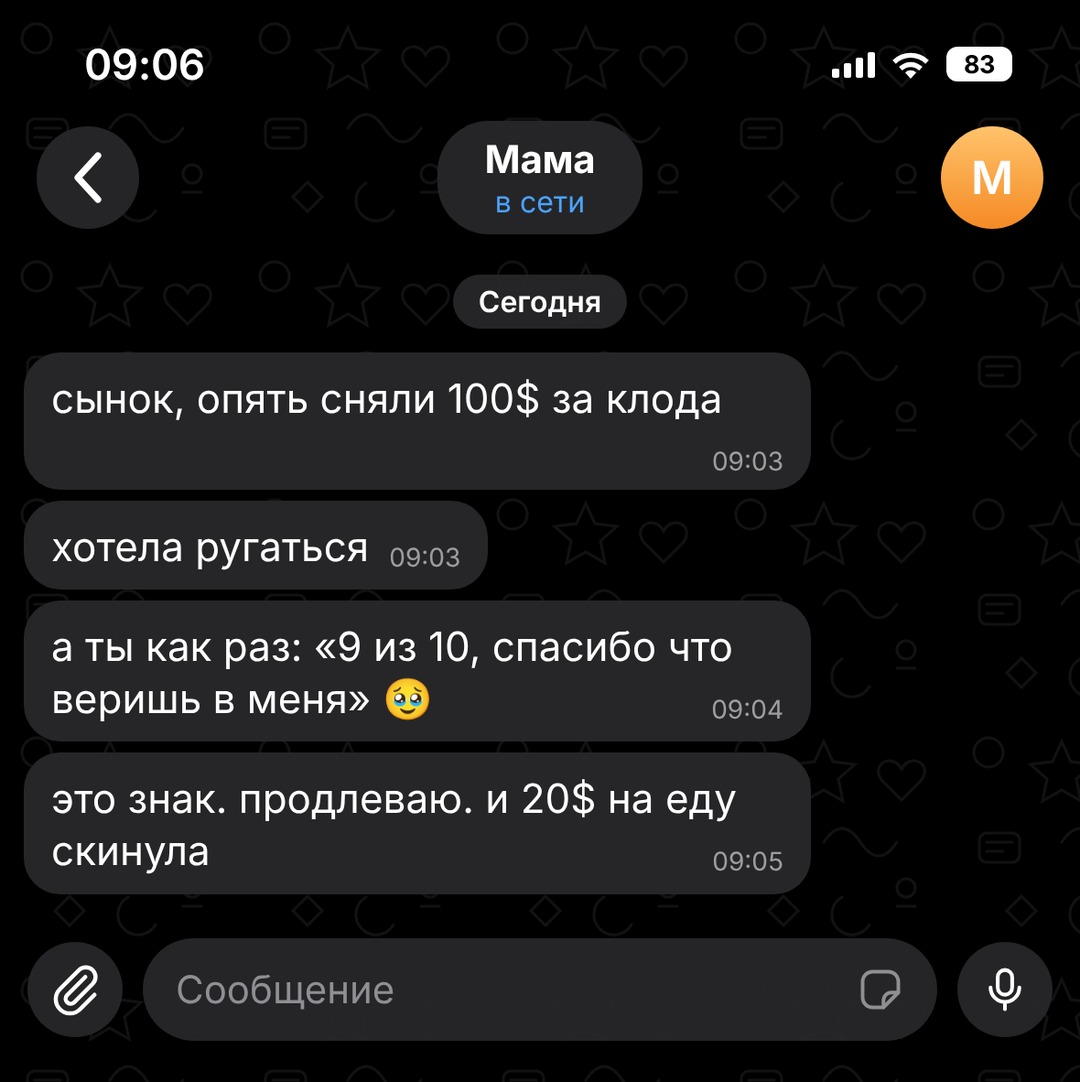 09:06
83
Мама
в сети
М
Сегодня
сынок, опять сняли 100$ за клода
09:03
хотела ругаться 09:03
а ты как раз: «9 из 10, спасибо что
веришь в меня» 🥹 09:04
это знак. продлеваю. и 20$ на еду
скинула 09:05
Сообщение